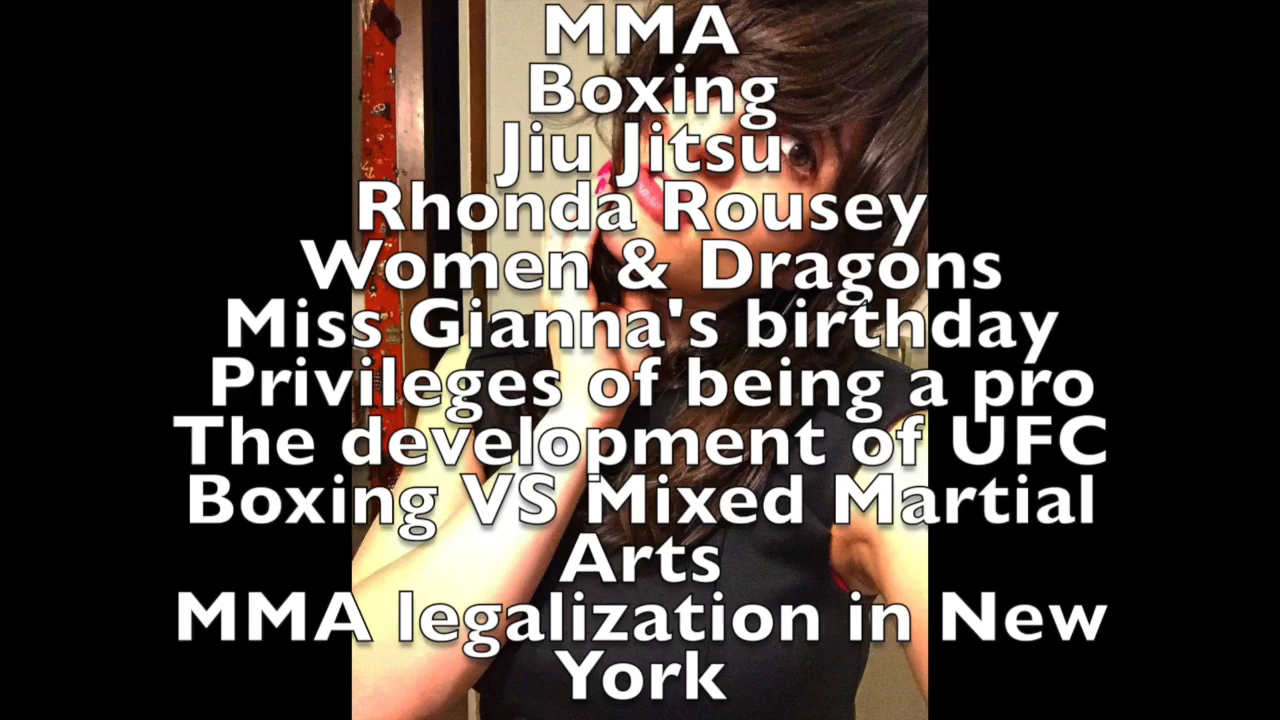 MMA
Boxing
Jiu Jitsu
Rhonda Rousey
Women & Dragons
Miss Gianna's birthday
Privileges of being a pro
The development of UFC
Boxing VS Mixed Martial
Arts
MMA legalization in New
York